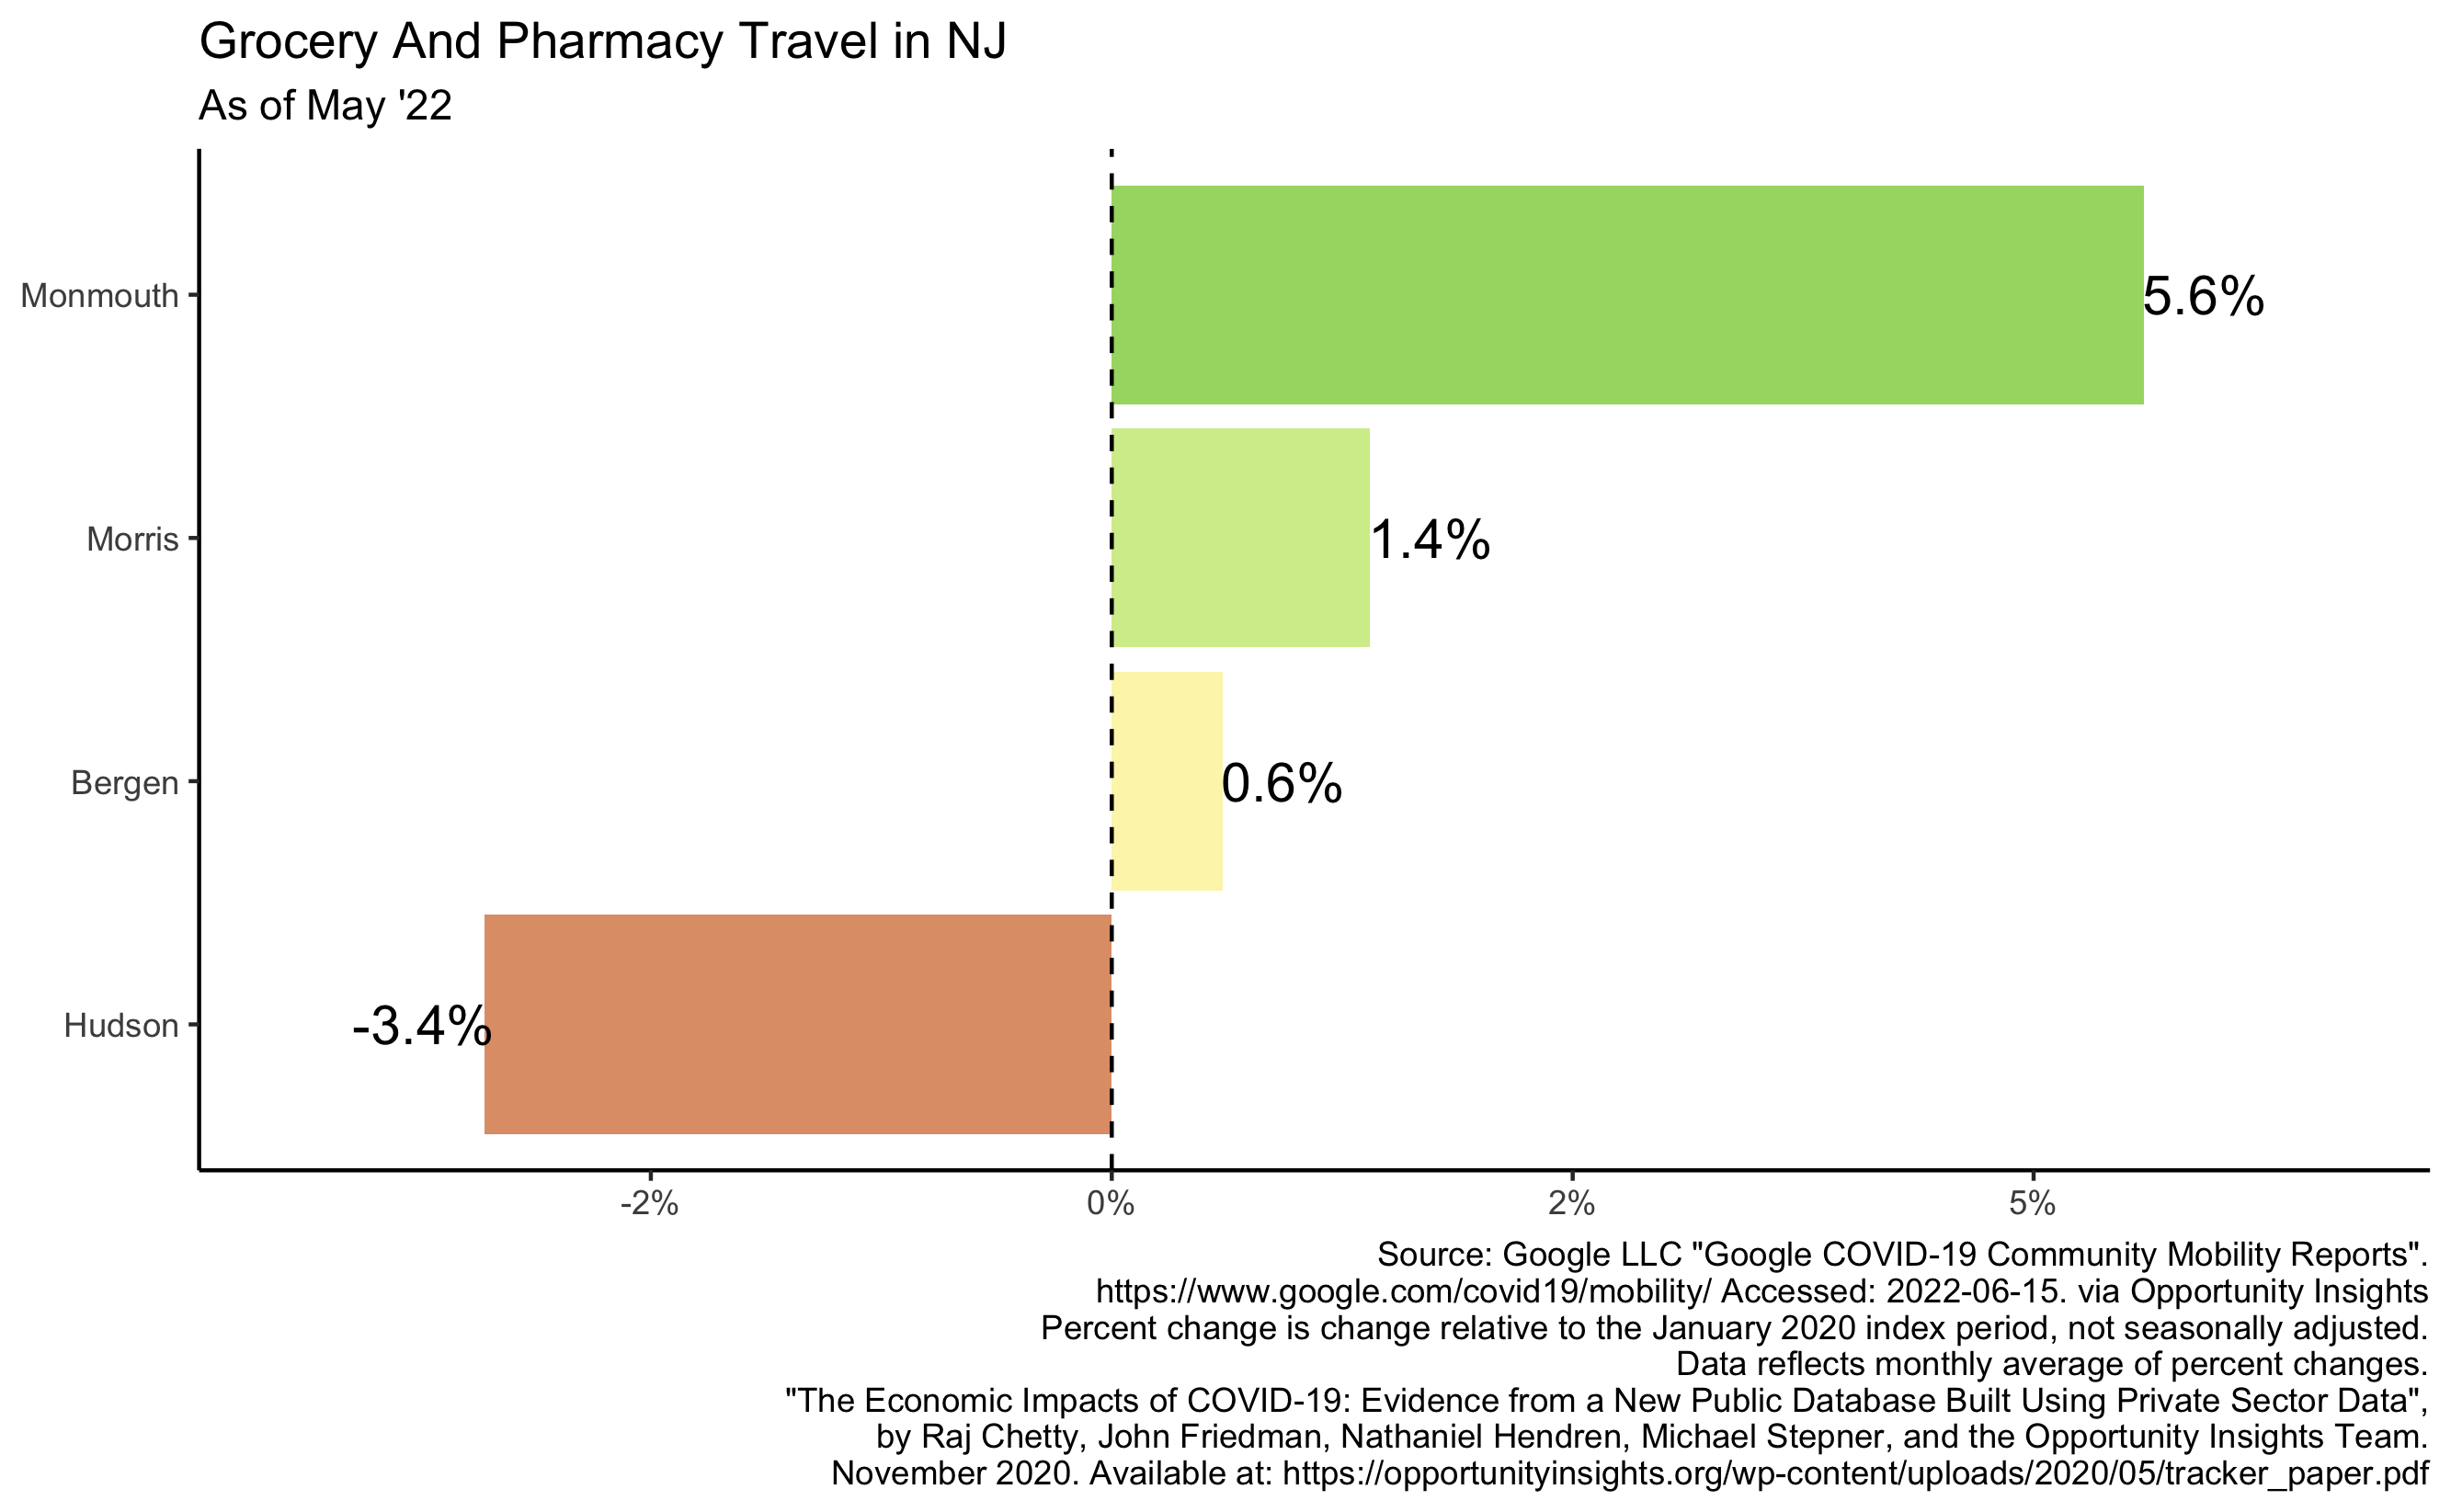 Grocery And Pharmacy Travel in NJ
As of May '22
Monmouth
5.6%
Morris
1.4%
Bergen
0.6%
Hudson
-3.4%
-2%
0%
2%
5%
Source: Google LLC "Google COVID-19 Community Mobility Reports".
https://www.google.com/covid19/mobility/ Accessed: 2022-06-15. via Opportunity Insights
Percent change is change relative to the January 2020 index period, not seasonally adjusted.
Data reflects monthly average of percent changes.
"The Economic Impacts of COVID-19: Evidence from a New Public Database Built Using Private Sector Data",
by Raj Chetty, John Friedman, Nathaniel Hendren, Michael Stepner, and the Opportunity Insights Team.
November 2020. Available at: https://opportunityinsights.org/wp-content/uploads/2020/05/tracker_paper.pdf